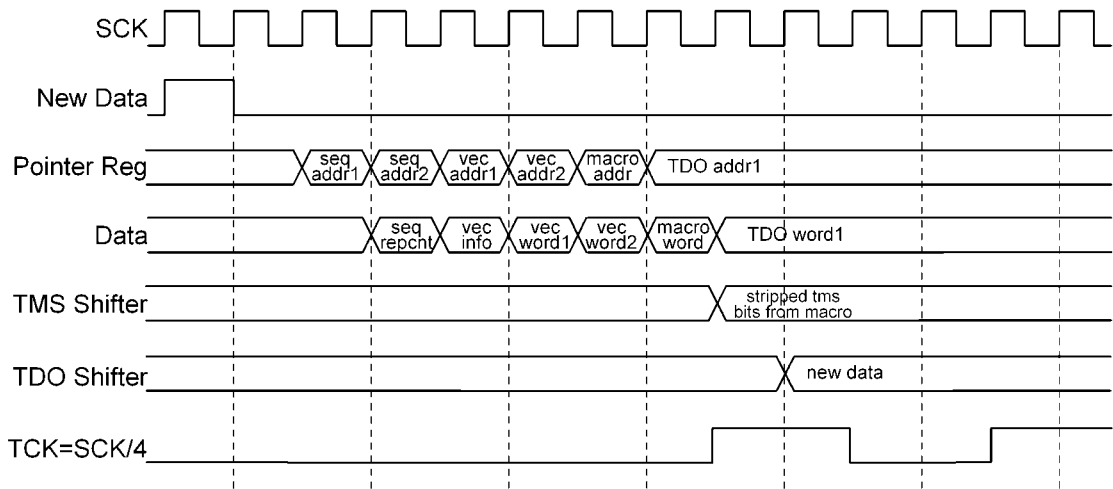 SCK
New Data
Pointer Reg
seq
addr1
seq
addr2
vec
addr1
vec
addr2
macro
addr
TDO addr1
Data
seq
repcnt
vec
info
vec
word1
vec
word2
macro
word
TDO word1
TMS Shifter
stripped tms
bits from macro
TDO Shifter
new data
TCK=SCK/4